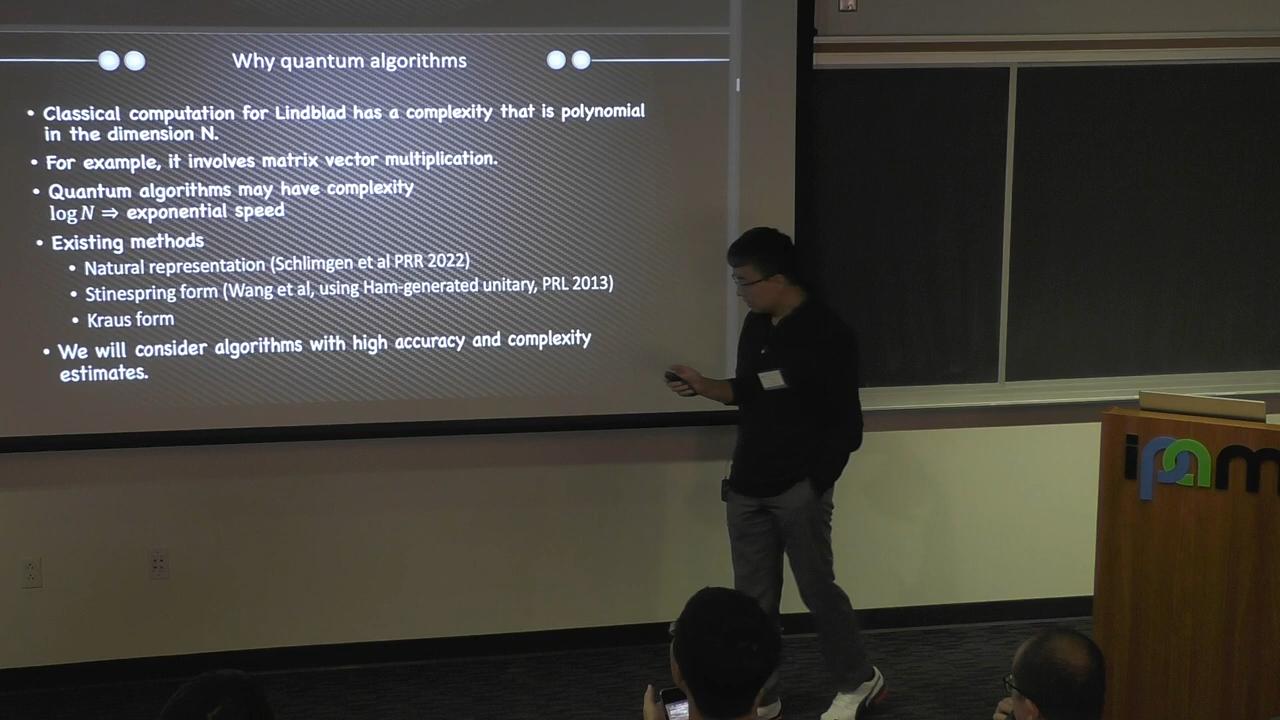 Why quantum algorithms
• Classical computation for Lindblad has a complexity that is polynomial
in the dimension N.
• For example, it involves matrix vector multiplication.
• Quantum algorithms may have complexity
log N ⇒ exponential speed
• Existing methods
• Natural representation (Schlimgen et al PRR 2022)
• Stinespring form (Wang et al, using Ham-generated unitary, PRL 2013)
• Kraus form
• We will consider algorithms with high accuracy and complexity
estimates.
ipam